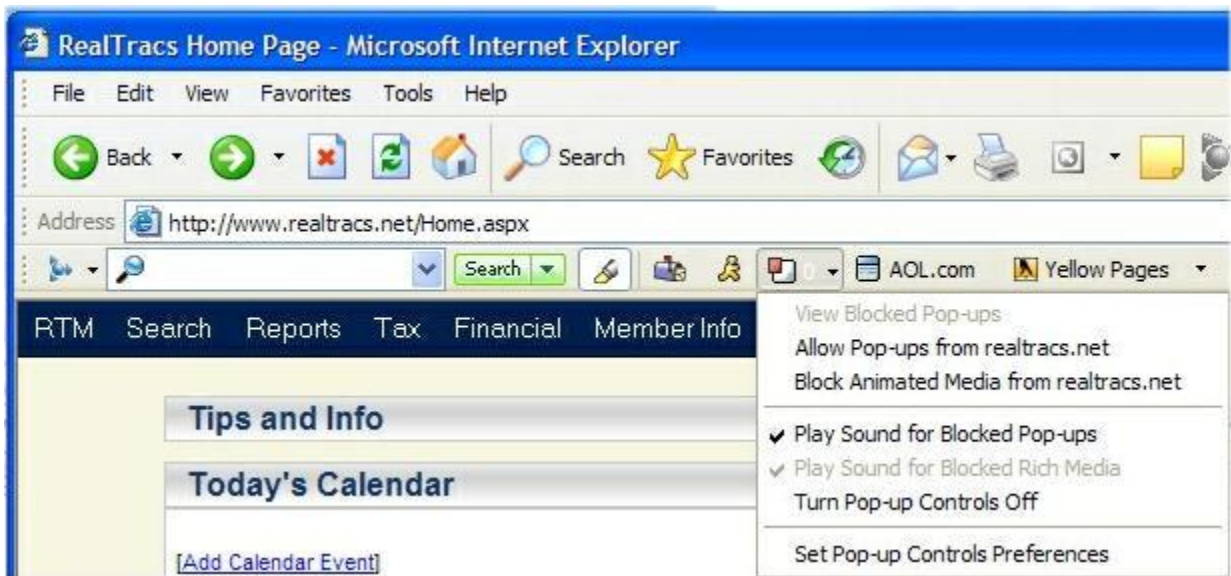 RealTracs Home Page - Microsoft Internet Explorer
File Edit View Favorites Tools Help
Back Search Favorites
Address http://www.realtracs.net/Home.aspx
Search 0 AOL.com Yellow Pages
RTM Search Reports Tax Financial Member Info
View Blocked Pop-ups
Allow Pop-ups from realtracs.net
Block Animated Media from realtracs.net
Play Sound for Blocked Pop-ups
Play Sound for Blocked Rich Media
Turn Pop-up Controls Off
Set Pop-up Controls Preferences
Tips and Info
Today's Calendar
[Add Calendar Event]